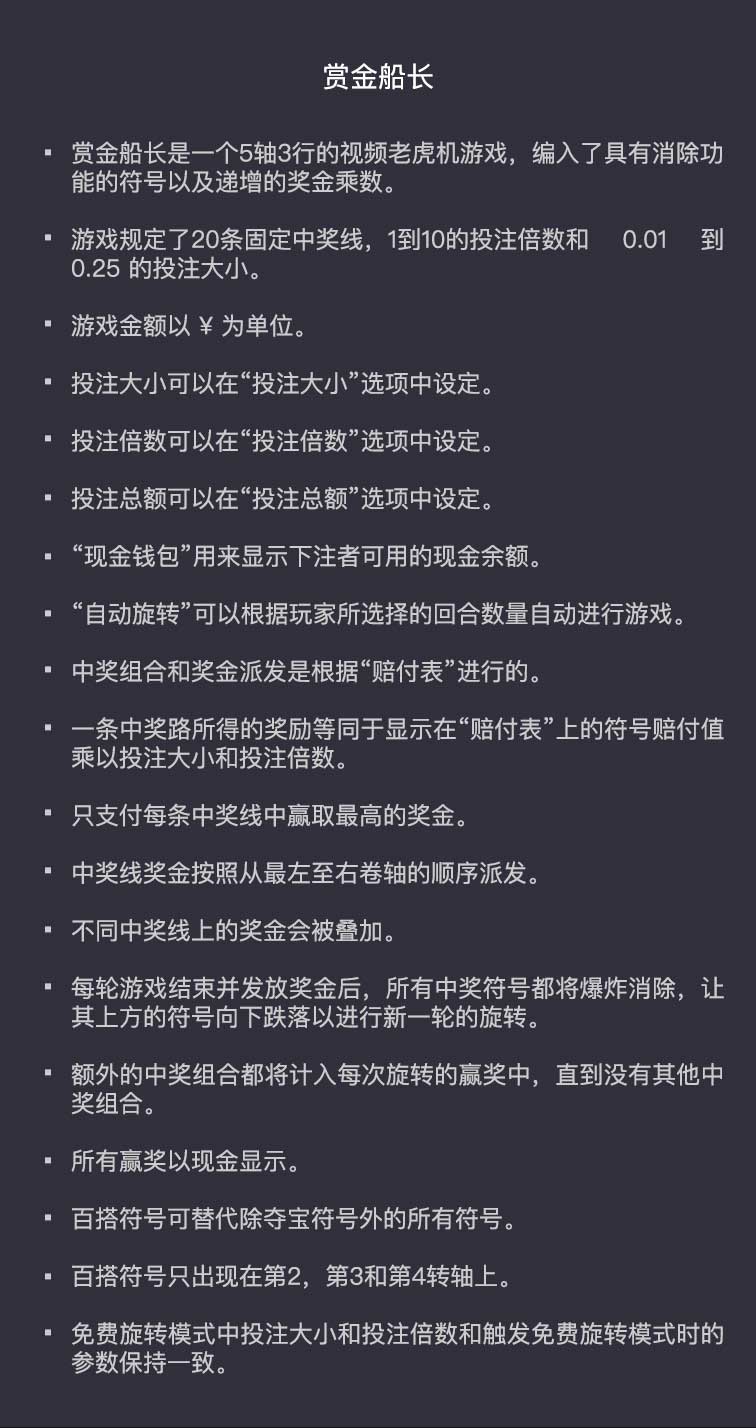 赏金船长
▪ 赏金船长是一个5轴3行的视频老虎机游戏，编入了具有消除功
能的符号以及递增的奖金乘数。
▪ 游戏规定了20条固定中奖线，1到10的投注倍数和 0.01 到
0.25 的投注大小。
▪ 游戏金额以 ¥ 为单位。
▪ 投注大小可以在“投注大小”选项中设定。
▪ 投注倍数可以在“投注倍数”选项中设定。
▪ 投注总额可以在“投注总额”选项中设定。
▪ “现金钱包”用来显示下注者可用的现金余额。
▪ “自动旋转”可以根据玩家所选择的回合数量自动进行游戏。
▪ 中奖组合和奖金派发是根据“赔付表”进行的。
▪ 一条中奖路所得的奖励等同于显示在“赔付表”上的符号赔付值
乘以投注大小和投注倍数。
▪ 只支付每条中奖线中赢取最高的奖金。
▪ 中奖线奖金按照从最左至右卷轴的顺序派发。
▪ 不同中奖线上的奖金会被叠加。
▪ 每轮游戏结束并发放奖金后，所有中奖符号都将爆炸消除，让
其上方的符号向下跌落以进行新一轮的旋转。
▪ 额外的中奖组合都将计入每次旋转的赢奖中，直到没有其他中
奖组合。
▪ 所有赢奖以现金显示。
▪ 百搭符号可替代除夺宝符号外的所有符号。
▪ 百搭符号只出现在第2，第3和第4转轴上。
▪ 免费旋转模式中投注大小和投注倍数和触发免费旋转模式时的
参数保持一致。